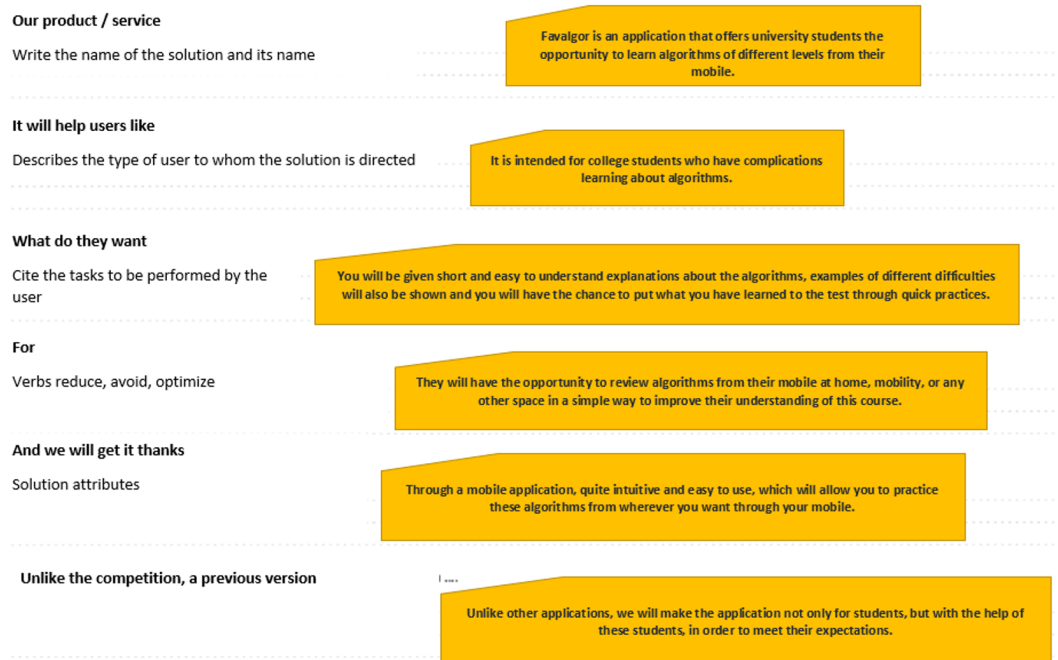 Our product / service
Write the name of the solution and its name
Favalgor is an application that offers university students the
opportunity to learn algorithms of different levels from their
mobile.
It will help users like
Describes the type of user to whom the solution is directed
It is intended for college students who have complications
learning about algorithms.
What do they want
Cite the tasks to be performed by the
user
You will be given short and easy to understand explanations about the algorithms, examples of different difficulties
will also be shown and you will have the chance to put what you have learned to the test through quick practices.
For
Verbs reduce, avoid, optimize
They will have the opportunity to review algorithms from their mobile at home, mobility, or any
other space in a simple way to improve their understanding of this course.
And we will get it thanks
Solution attributes
Through a mobile application, quite intuitive and easy to use, which will allow you to practice
these algorithms from wherever you want through your mobile.
Unlike the competition, a previous version
Unlike other applications, we will make the application not only for students, but with the help of
these students, in order to meet their expectations.